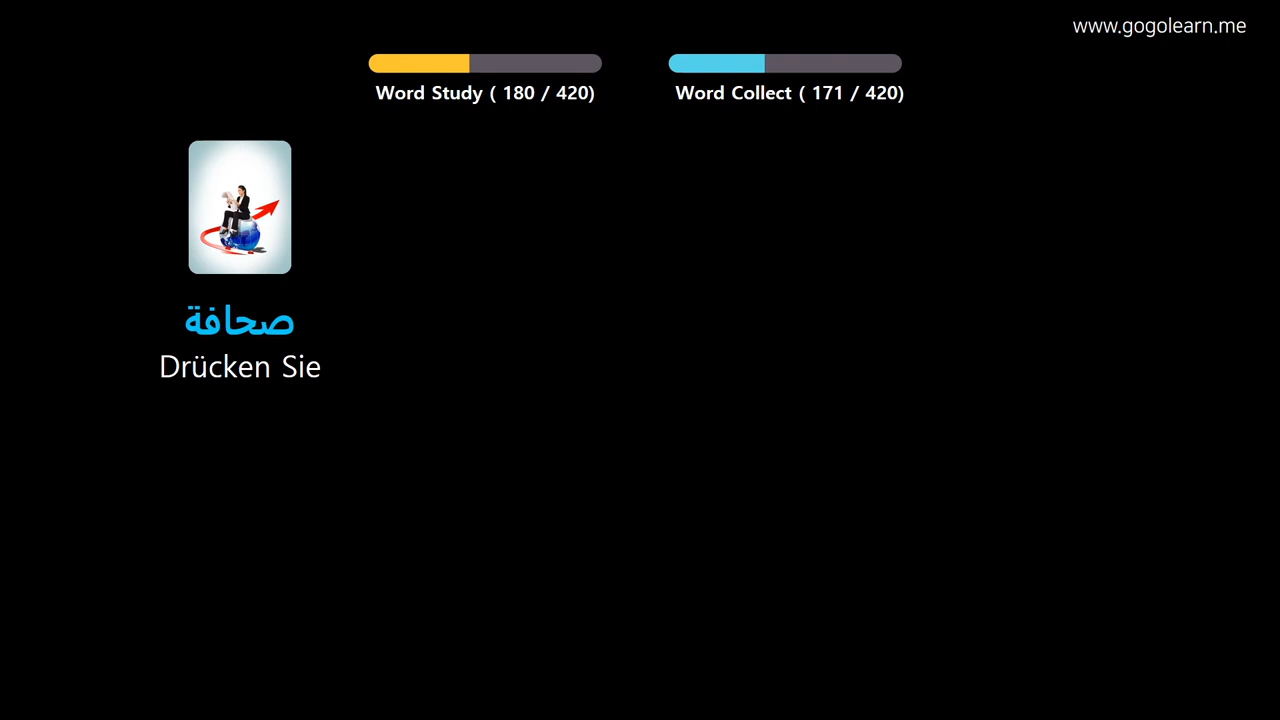 www.gogolearn.me
Word Study ( 180 / 420)
Word Collect ( 171 / 420)
صحافة
Drücken Sie